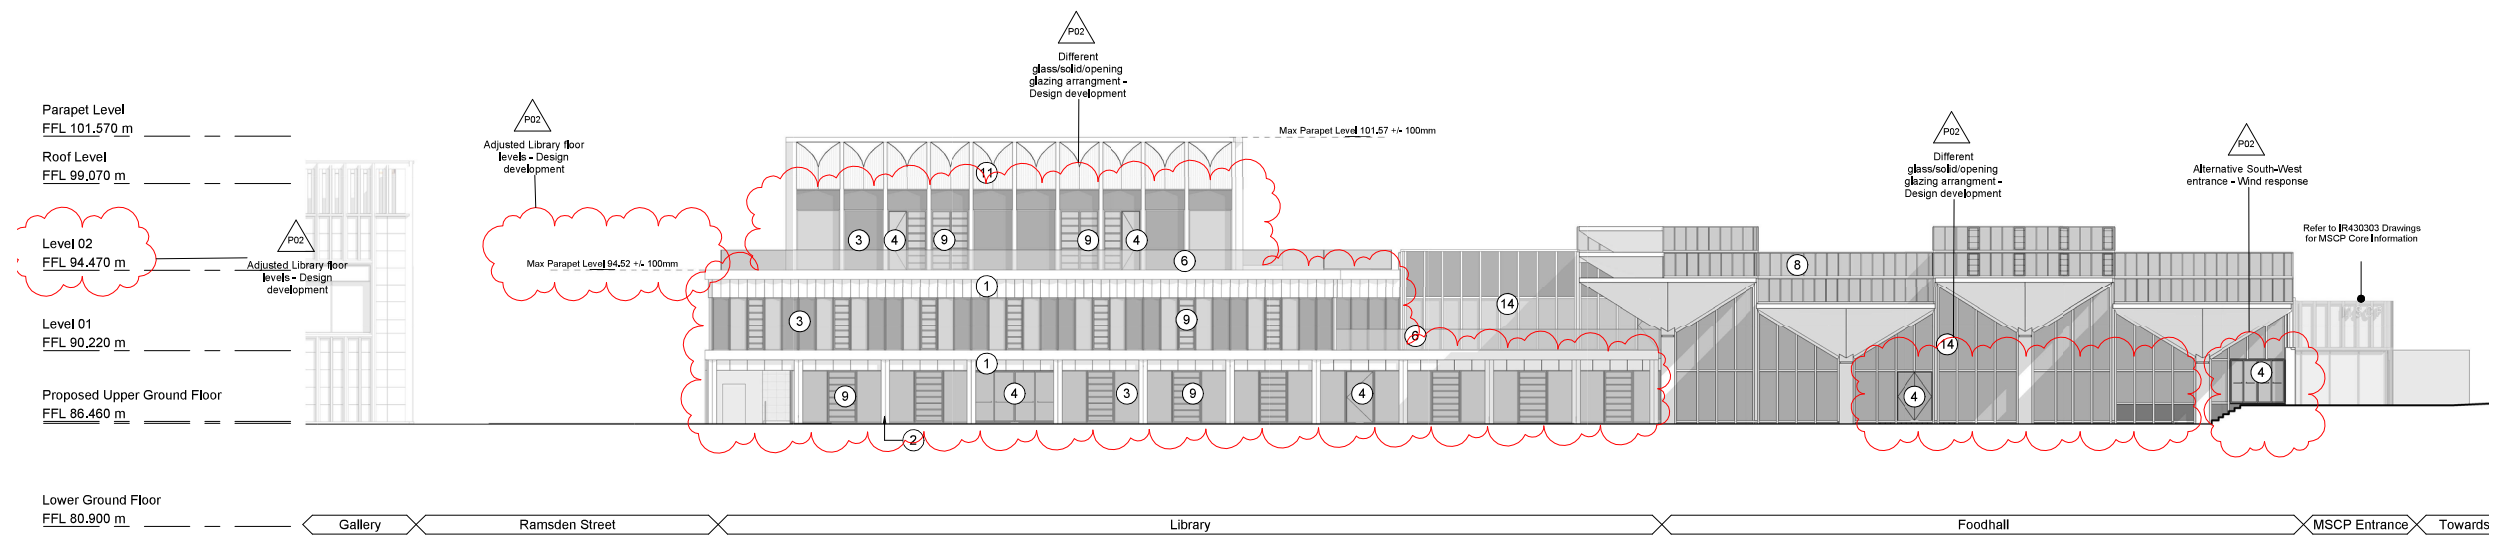 P02
Different
glass/solid/opening
glazing arrangment -
Design development
Parapet Level
FFL 101.570 m
Roof Level
FFL 99.070 m
Level 02
FFL 94.470 m
Level 01
FFL 90.220 m
Proposed Upper Ground Floor
FFL 86.460 m
Lower Ground Floor
FFL 80.900 m
P02
Adjusted Library floor
levels - Design
development
P02
Adjusted Library floor
levels - Design
development
Max Parapet Level 101.57 +/- 100mm
Max Parapet Level 94.52 +/- 100mm
P02
Different
glass/solid/opening
glazing arrangment -
Design development
P02
Alternative South-West
entrance - Wind response
Refer to IR430303 Drawings
for MSCP Core Information
MSCP
11
3
4
9
9
4
6
1
3
9
14
6
8
14
1
9
4
3
9
4
4
4
2
Gallery
Ramsden Street
Library
Foodhall
MSCP Entrance
Towards